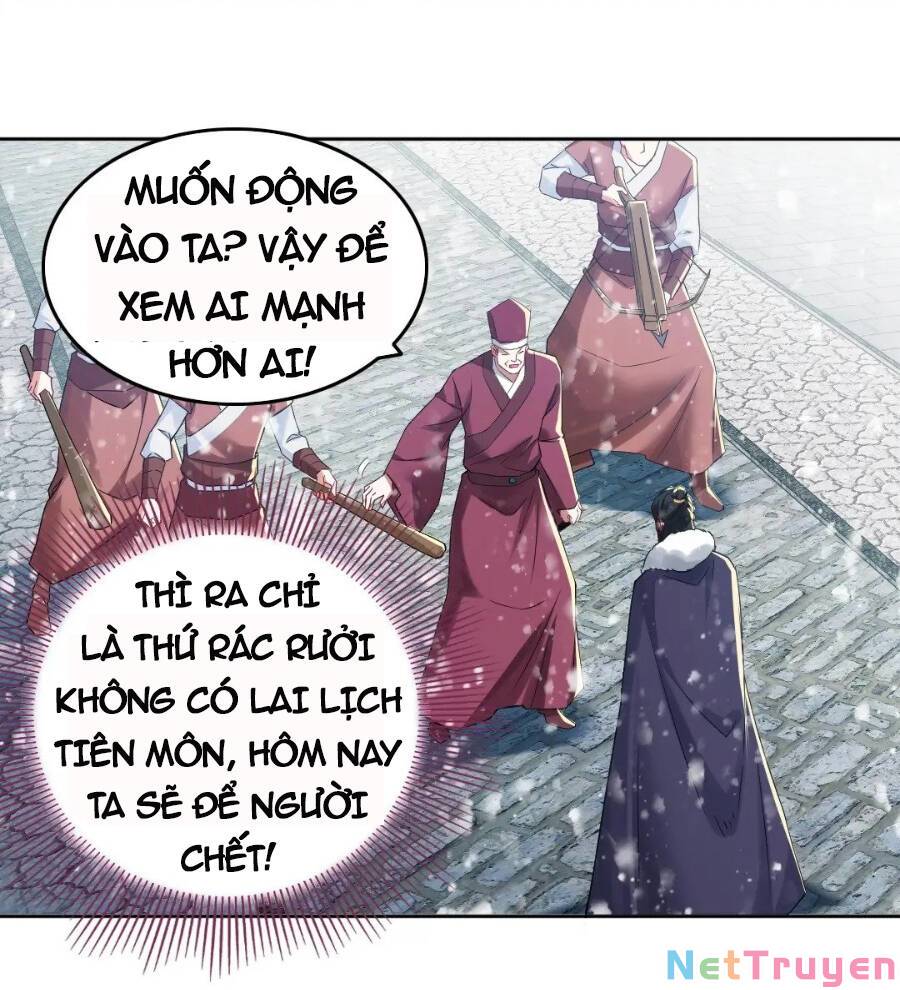 MUỐN ĐỘNG
VÀO TA? VẬY ĐỂ
XEM AI MẠNH
HƠN AI!
THÌ RA CHỈ
LÀ THỨ RÁC RƯỞI
KHÔNG CÓ LAI LỊCH
TIÊN MÔN, HÔM NAY
TA SẼ ĐỂ NGƯỜI
CHẾT!
NetTruyen